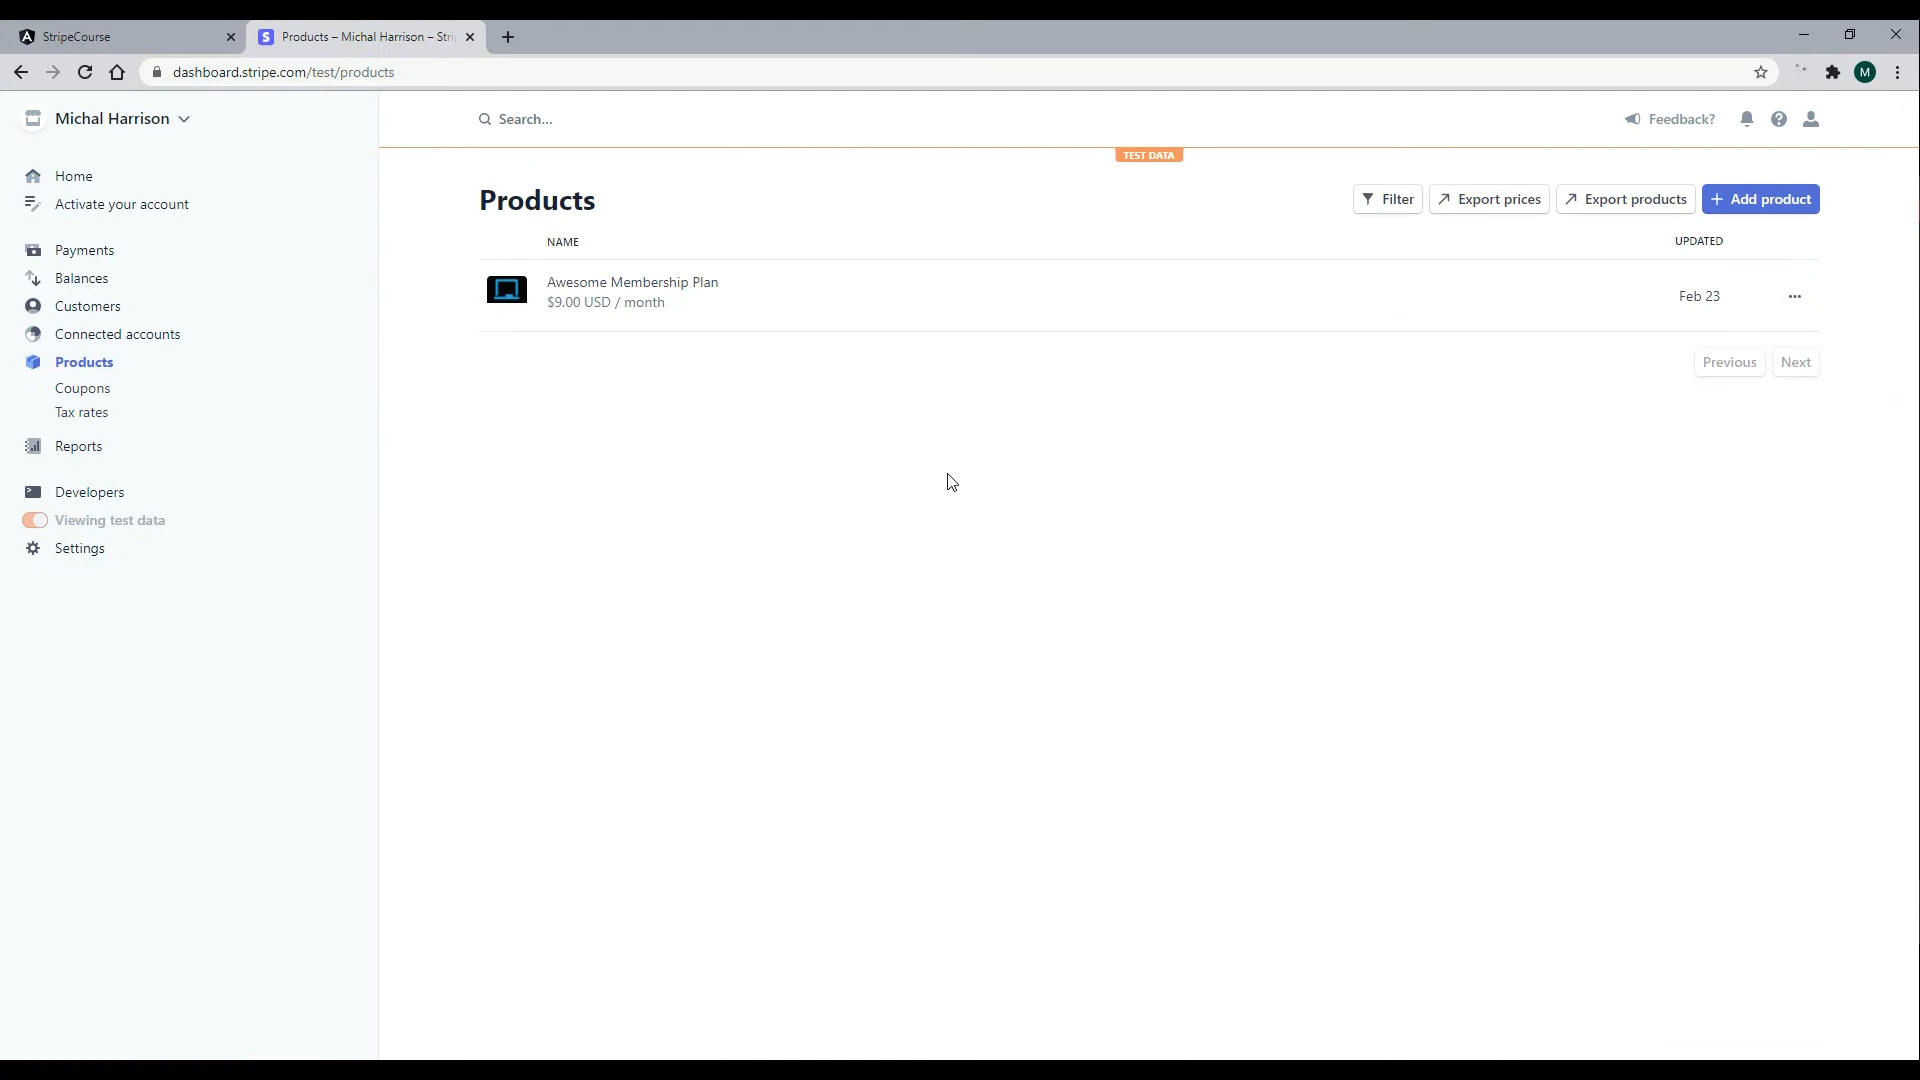 StripeCourse
S Products – Michal Harrison – Stri
dashboard.stripe.com/test/products
M
Michal Harrison
Search...
Feedback?
TEST DATA
Home
Activate your account
Payments
Balances
Customers
Connected accounts
Products
Coupons
Tax rates
Reports
Developers
Viewing test data
Settings
Products
Filter
Export prices
Export products
+ Add product
NAME
UPDATED
Awesome Membership Plan
$9.00 USD / month
Feb 23
Previous
Next